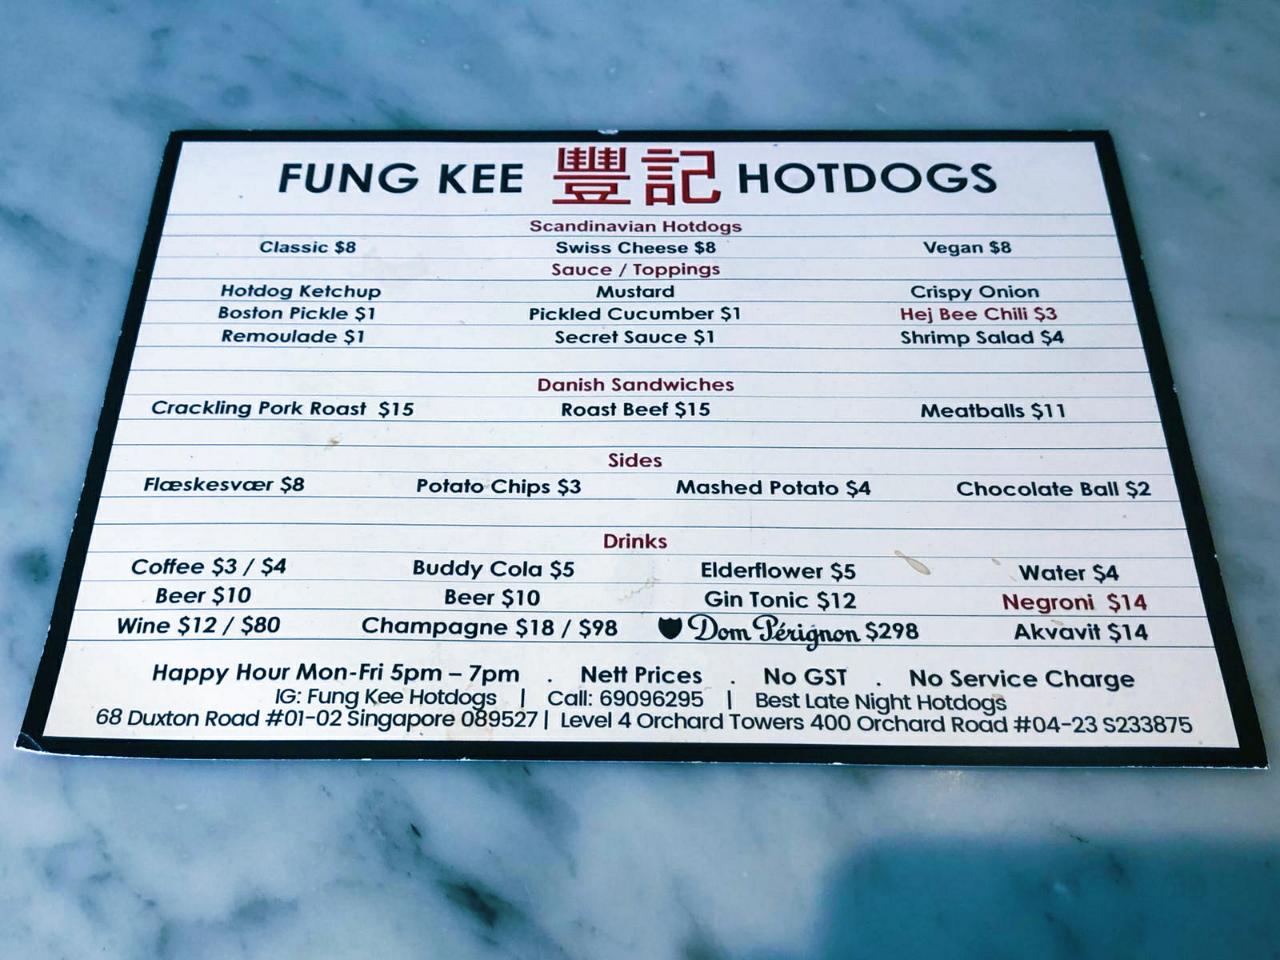 FUNG KEE 豐記 HOTDOGS
Scandinavian Hotdogs
Classic $8 Swiss Cheese $8 Vegan $8
Sauce / Toppings
Hotdog Ketchup Mustard Crispy Onion
Boston Pickle $1 Pickled Cucumber $1 Hej Bee Chili $3
Remoulade $1 Secret Sauce $1 Shrimp Salad $4
Danish Sandwiches
Crackling Pork Roast $15 Roast Beef $15 Meatballs $11
Sides
Flæskesvær $8 Potato Chips $3 Mashed Potato $4 Chocolate Ball $2
Drinks
Coffee $3 / $4 Buddy Cola $5 Elderflower $5 Water $4
Beer $10 Beer $10 Gin Tonic $12 Negroni $14
Wine $12 / $80 Champagne $18 / $98 Dom Pérignon $298 Akvavit $14
Happy Hour Mon-Fri 5pm – 7pm . Nett Prices . No GST . No Service Charge
IG: Fung Kee Hotdogs | Call: 69096295 | Best Late Night Hotdogs
68 Duxton Road #01-02 Singapore 089527 | Level 4 Orchard Towers 400 Orchard Road #04-23 S233875